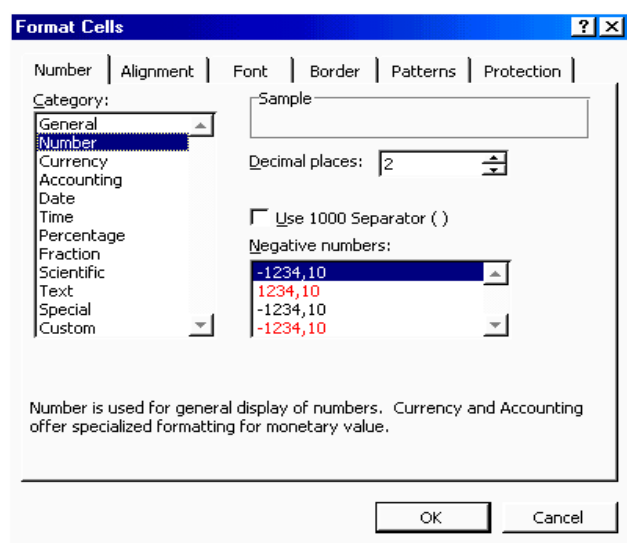 Format Cells
Number Alignment Font Border Patterns Protection
Category:
General
Number
Currency
Accounting
Date
Time
Percentage
Fraction
Scientific
Text
Special
Custom
Sample
Decimal places: 2
Use 1000 Separator ( )
Negative numbers:
-1234,10
1234,10
-1234,10
-1234,10
Number is used for general display of numbers. Currency and Accounting
offer specialized formatting for monetary value.
OK Cancel